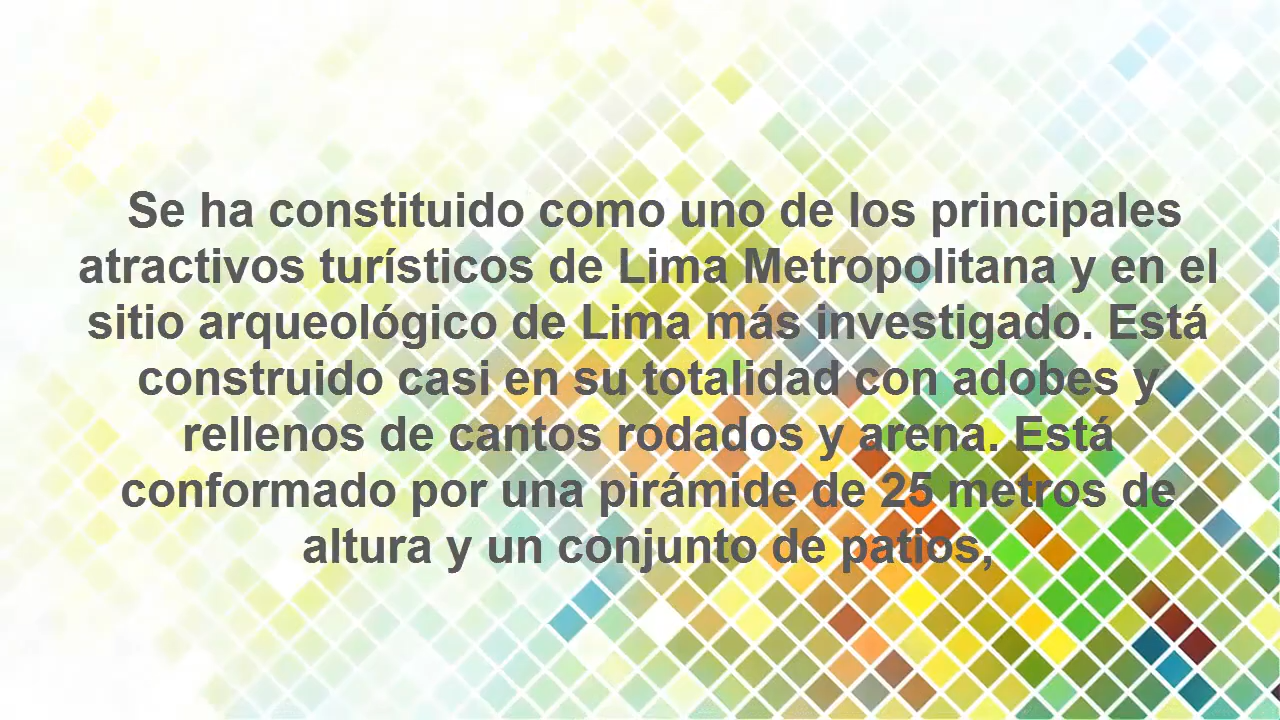 Se ha constituido como uno de los principales
atractivos turísticos de Lima Metropolitana y en el
sitio arqueológico de Lima más investigado. Está
construido casi en su totalidad con adobes y
rellenos de cantos rodados y arena. Está
conformado por una pirámide de 25 metros de
altura y un conjunto de patios,